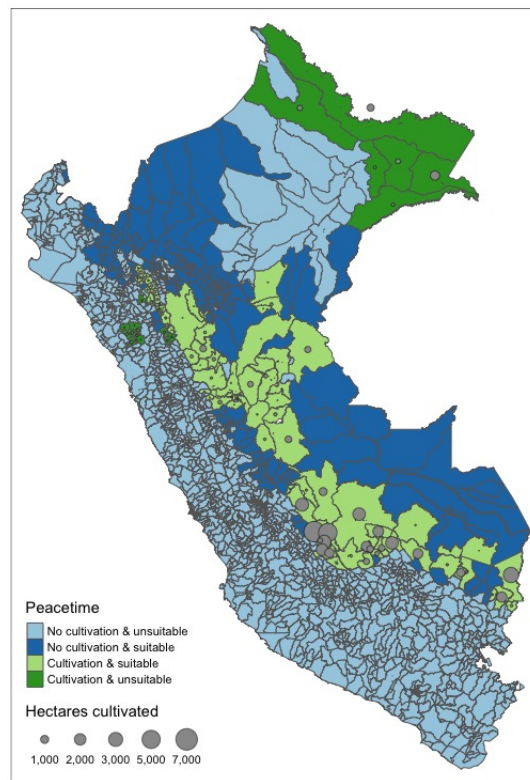 Peacetime
No cultivation & unsuitable
No cultivation & suitable
Cultivation & suitable
Cultivation & unsuitable
Hectares cultivated
1,000 2,000 3,000 5,000 7,000